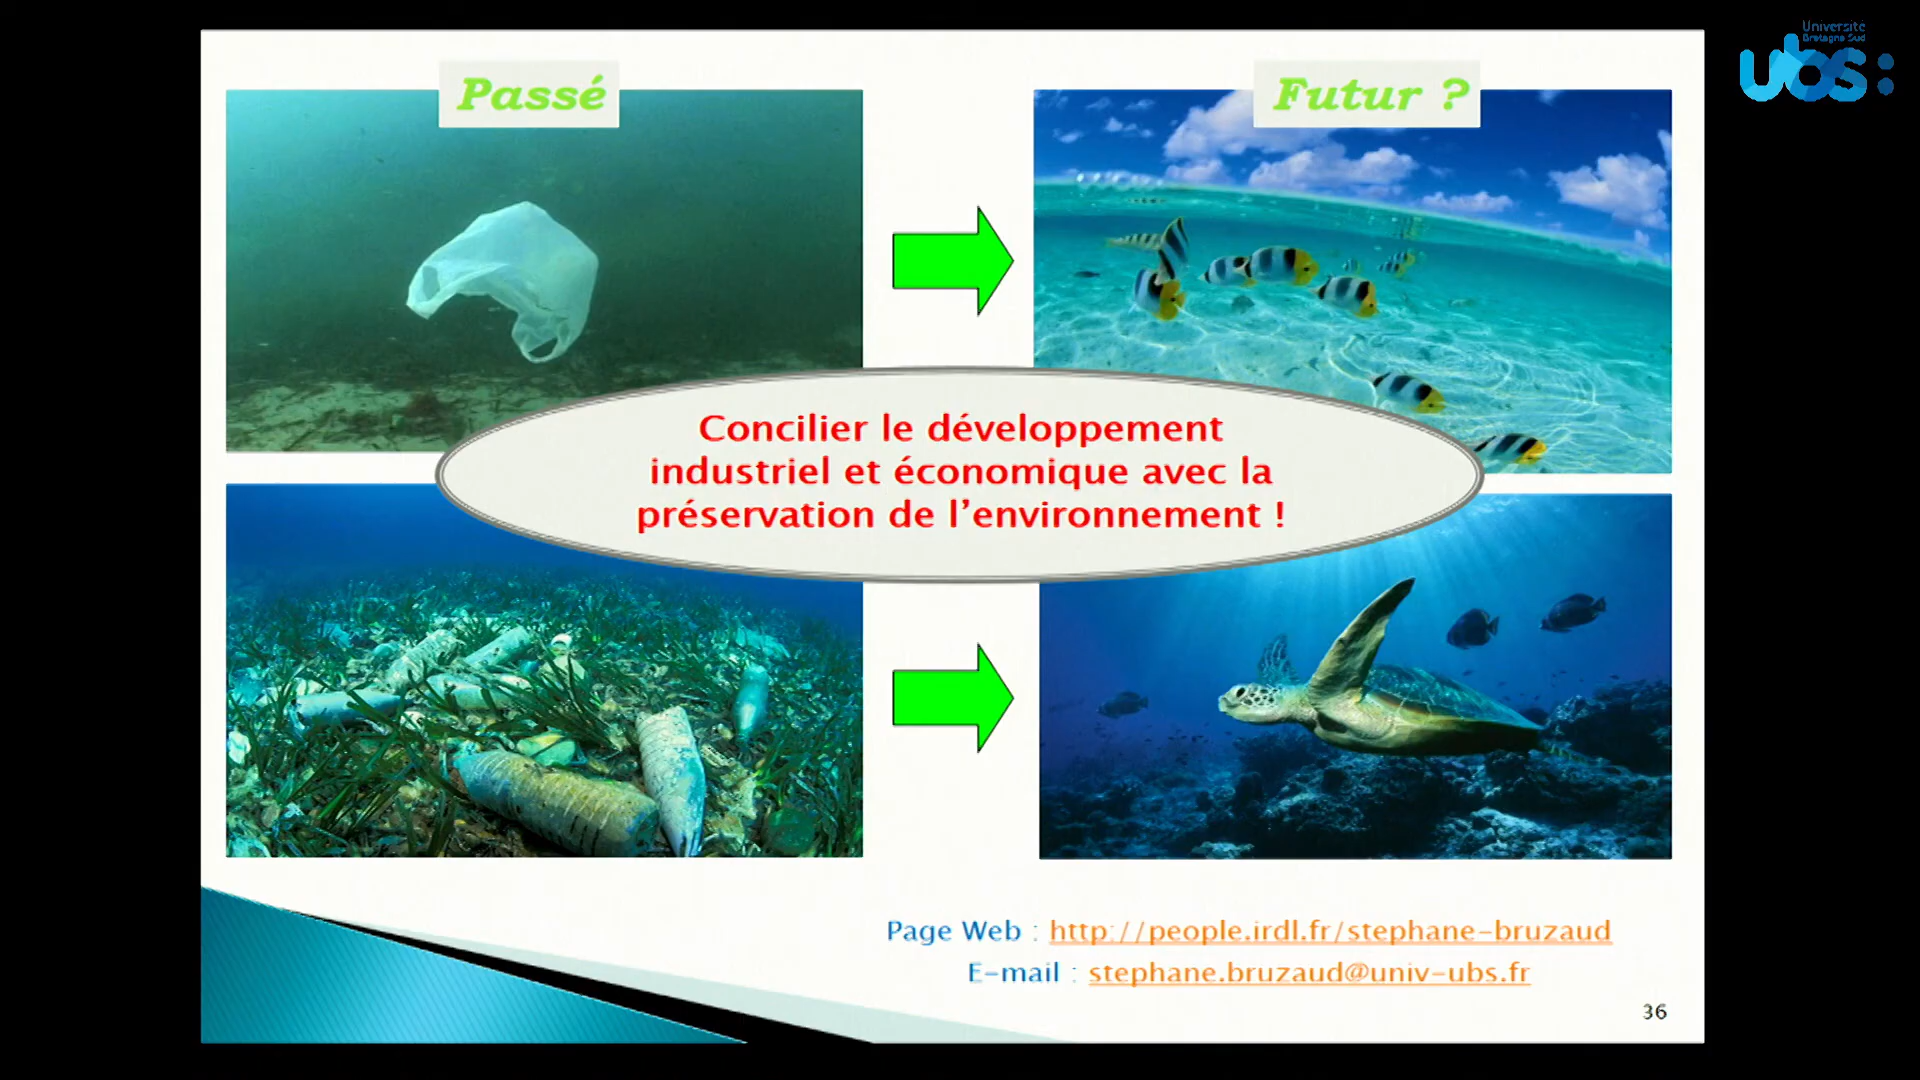 Université
Bretagne Sud
ubs:
Passé
Futur ?
Concilier le développement
industriel et économique avec la
préservation de l’environnement !
Page Web : http://people.irdl.fr/stephane-bruzaud
E-mail : stephane.bruzaud@univ-ubs.fr
36